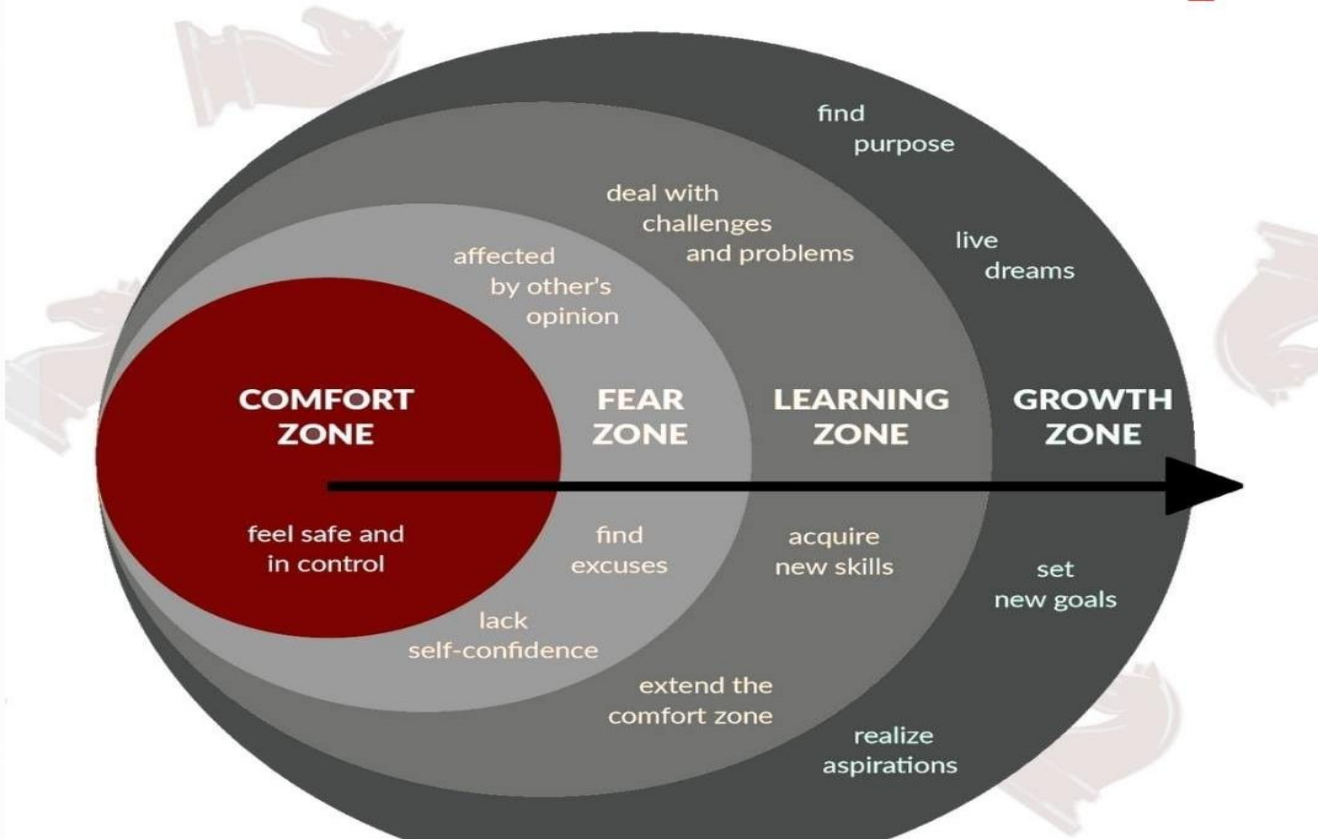 find
purpose
deal with
challenges
and problems
live
dreams
affected
by other's
opinion
COMFORT
ZONE
FEAR
ZONE
LEARNING
ZONE
GROWTH
ZONE
feel safe and
in control
find
excuses
acquire
new skills
set
new goals
lack
self-confidence
extend the
comfort zone
realize
aspirations